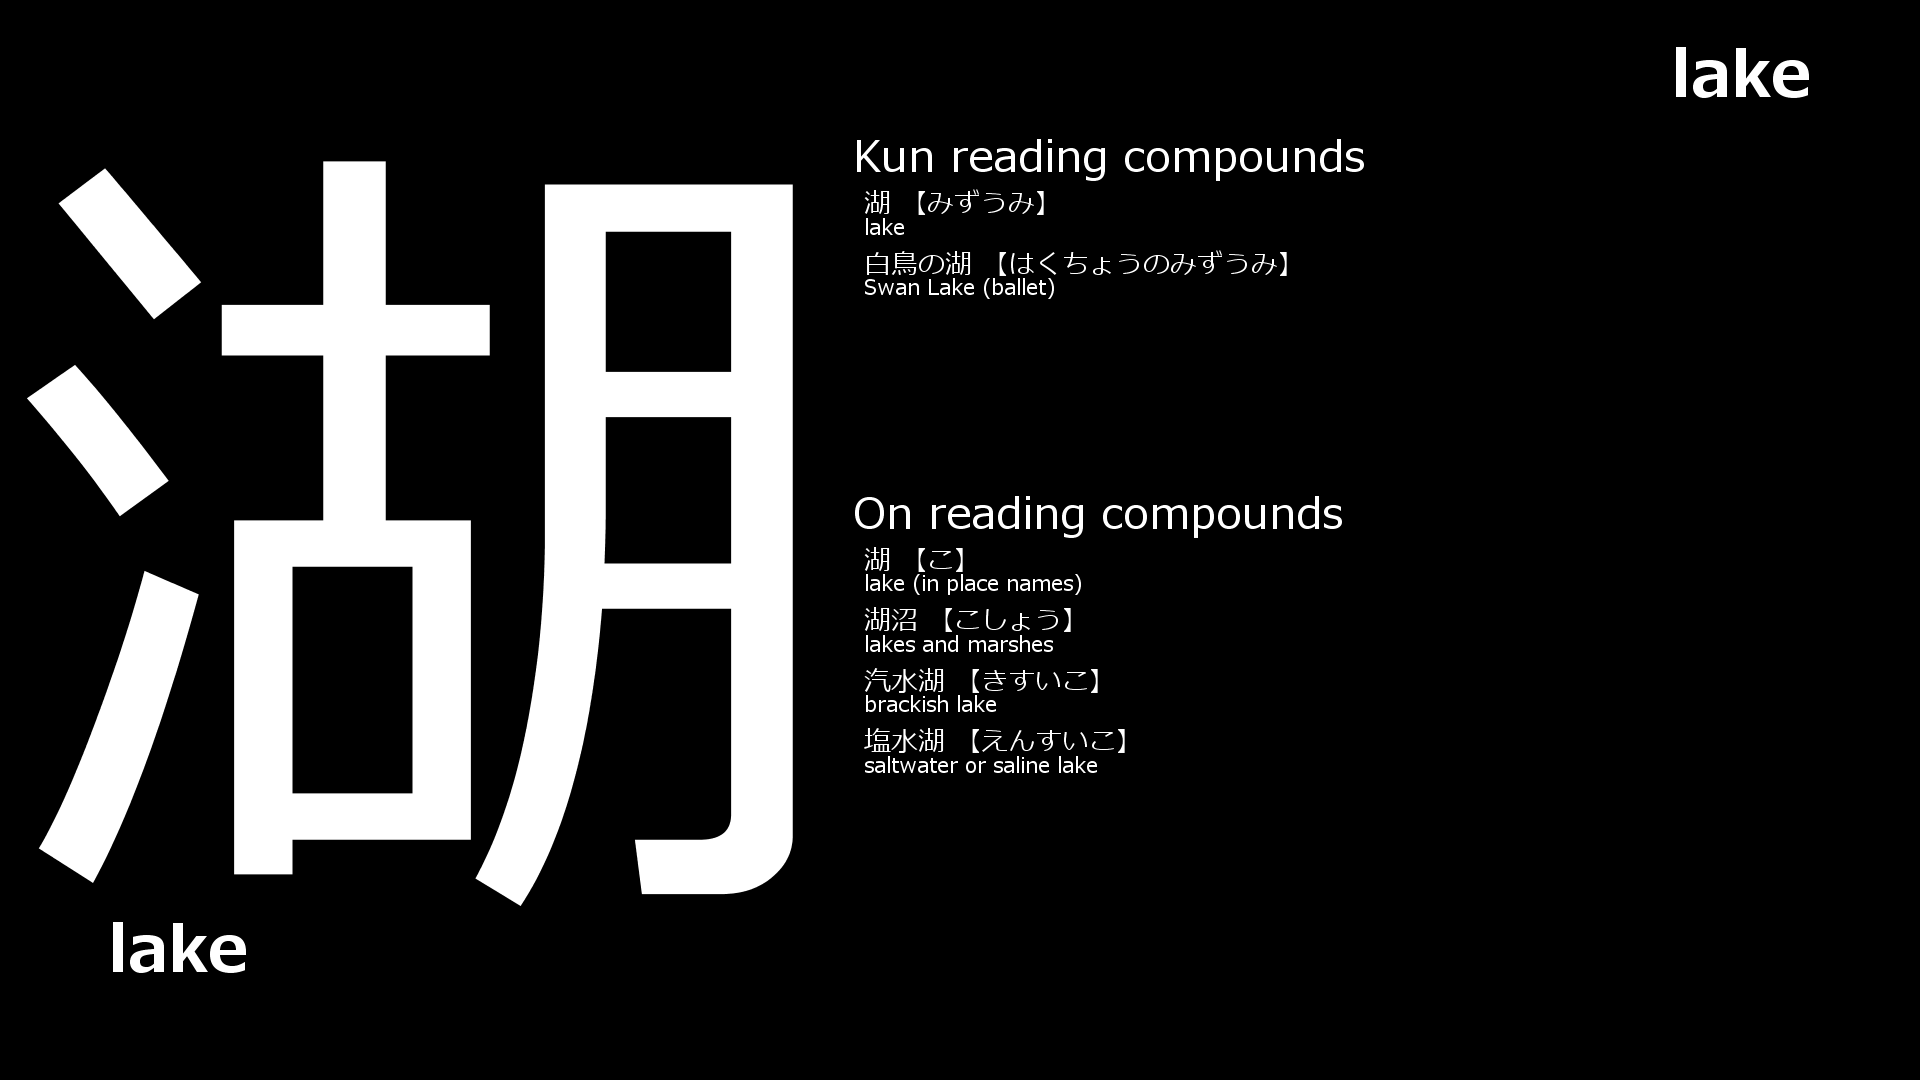 lake
湖
Kun reading compounds
湖 【みずうみ】
lake
白鳥の湖 【はくちょうのみずうみ】
Swan Lake (ballet)
On reading compounds
湖 【こ】
lake (in place names)
湖沼 【こしょう】
lakes and marshes
汽水湖 【きすいこ】
brackish lake
塩水湖 【えんすいこ】
saltwater or saline lake
lake